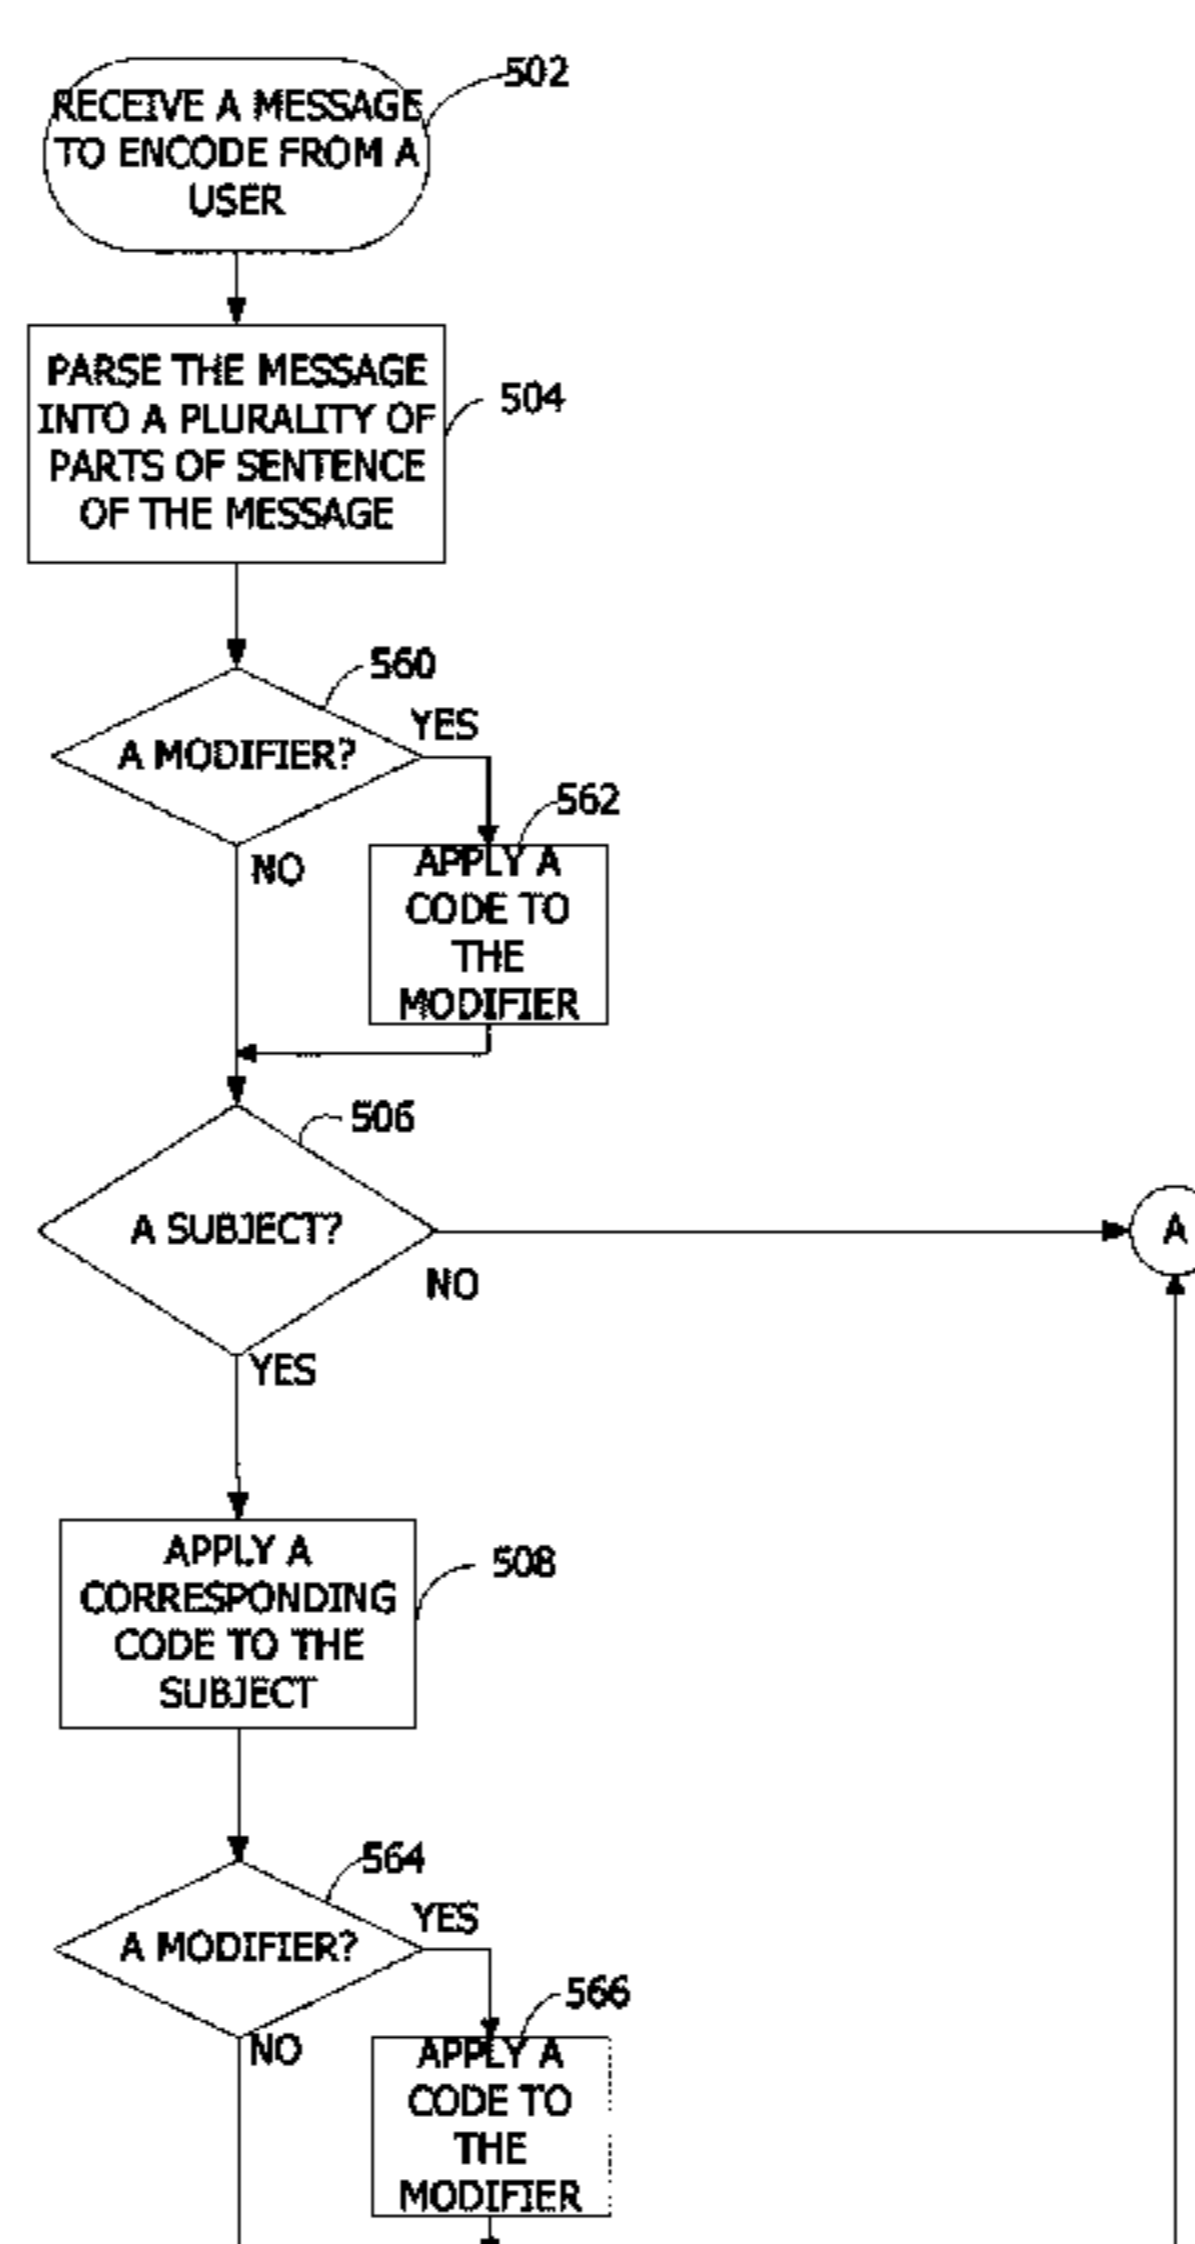 502
RECEIVE A MESSAGE
TO ENCODE FROM A
USER
PARSE THE MESSAGE
INTO A PLURALITY OF
PARTS OF SENTENCE
OF THE MESSAGE
504
560
A MODIFIER?
YES
NO
562
APPLY A
CODE TO
THE
MODIFIER
506
A SUBJECT?
NO
A
YES
APPLY A
CORRESPONDING
CODE TO THE
SUBJECT
508
564
A MODIFIER?
YES
NO
566
APPLY A
CODE TO
THE
MODIFIER